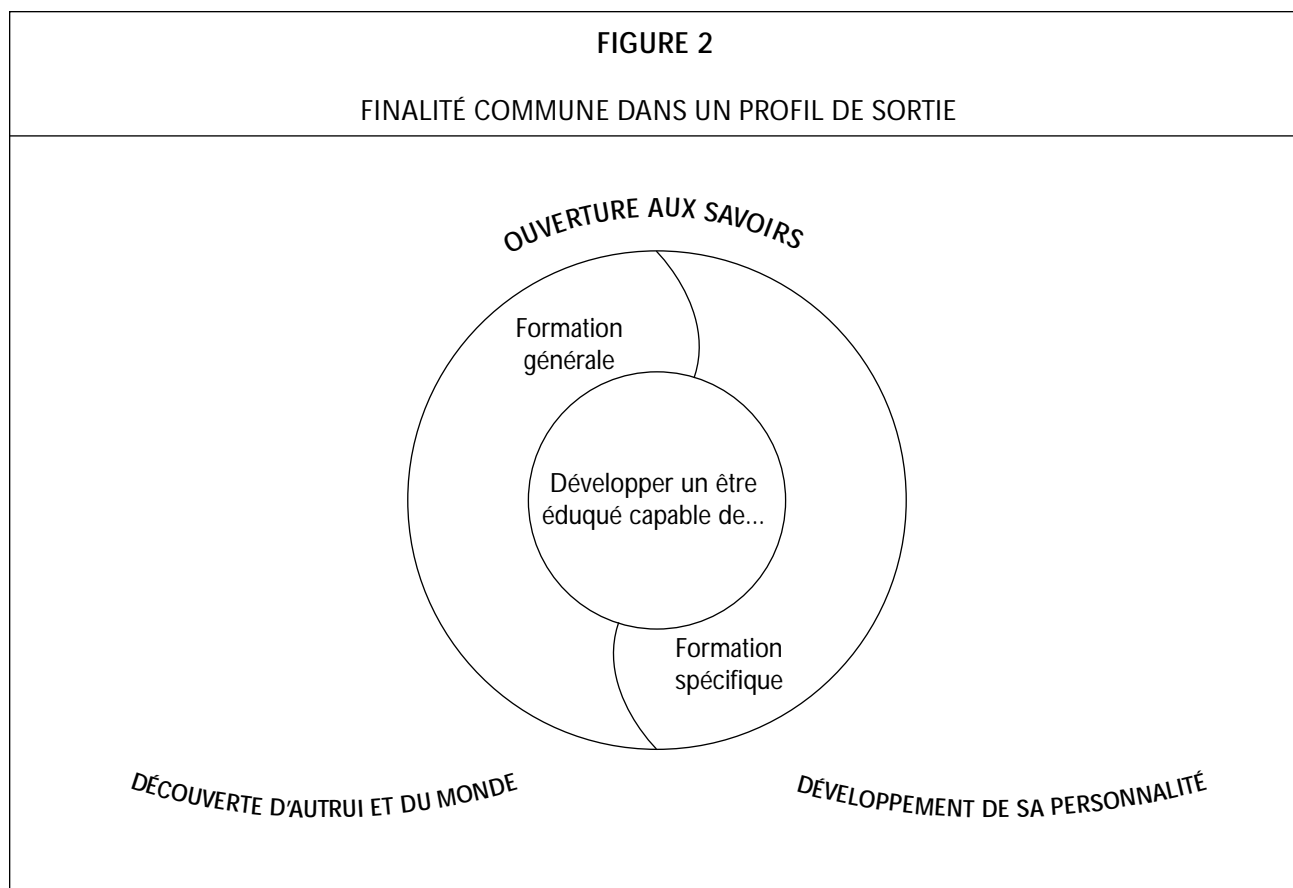 FIGURE 2
FINALITÉ COMMUNE DANS UN PROFIL DE SORTIE
OUVERTURE AUX SAVOIRS
Formation
générale
Développer un être
éduqué capable de...
Formation
spécifique
DÉCOUVERTE D'AUTRUI ET DU MONDE
DÉVELOPPEMENT DE SA PERSONNALITÉ